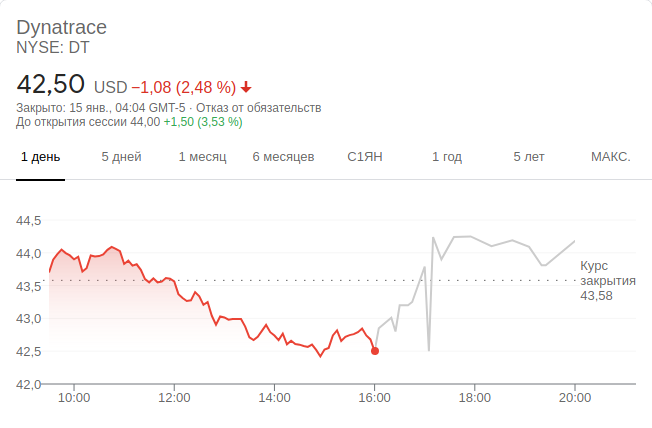 Dynatrace
NYSE: DT
42,50 USD −1,08 (2,48 %)
Закрыто: 15 янв., 04:04 GMT-5 · Отказ от обязательств
До открытия сессии 44,00 +1,50 (3,53 %)
1 день 5 дней 1 месяц 6 месяцев С1ЯН 1 год 5 лет МАКС.
44,5
44,0
43,5
43,0
42,5
42,0
Курс
закрытия
43,58
10:00 12:00 14:00 16:00 18:00 20:00